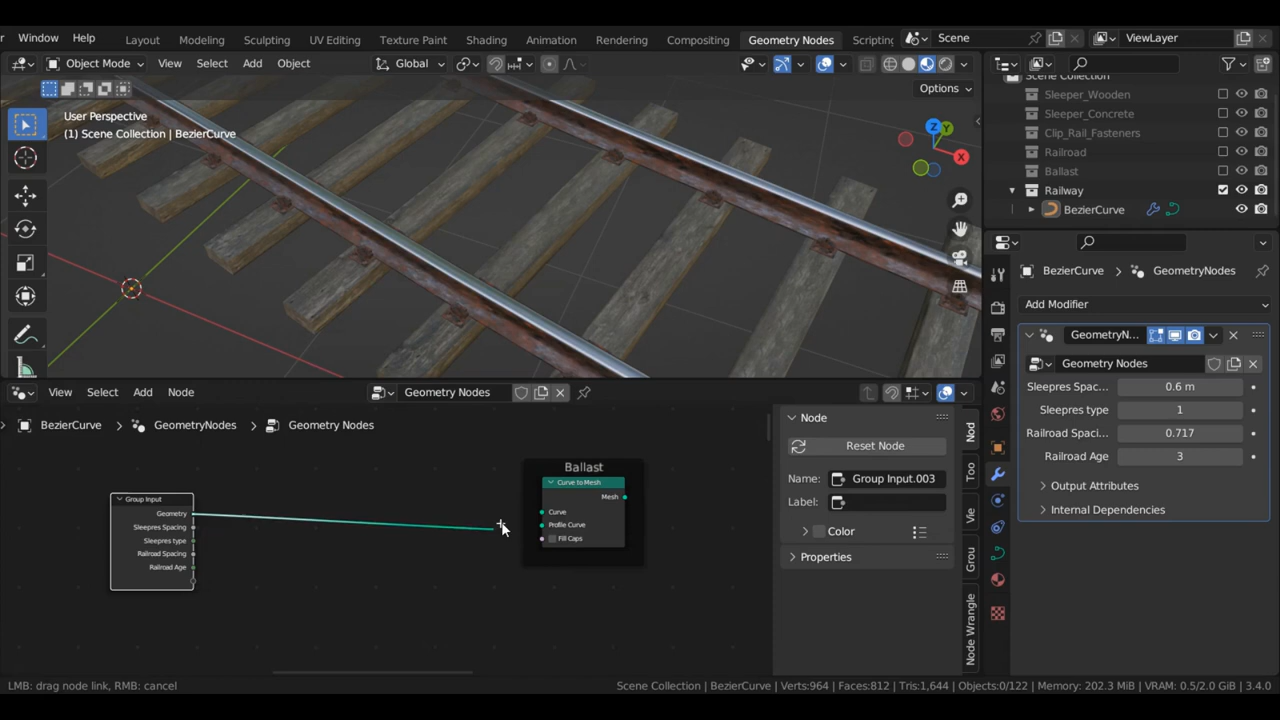 r Window Help Layout Modeling Sculpting UV Editing Texture Paint Shading Animation Rendering Compositing Geometry Nodes Scripting Scene ViewLayer
Object Mode View Select Add Object Global
Options
User Perspective
(1) Scene Collection | BezierCurve
Z
Y
X
Scene Collection
Sleeper_Wooden
Sleeper_Concrete
Clip_Rail_Fasteners
Railroad
Ballast
Railway
BezierCurve
BezierCurve GeometryNodes
Add Modifier
GeometryN...
Geometry Nodes
Sleepres Spac... 0.6 m
Sleepres type 1
Railroad Spaci... 0.717
Railroad Age 3
Output Attributes
Internal Dependencies
View Select Add Node Geometry Nodes
BezierCurve GeometryNodes Geometry Nodes
Group Input
Geometry
Sleepres Spacing
Sleepres type
Railroad Spacing
Railroad Age
Ballast
Curve to Mesh
Mesh
Curve
Profile Curve
Fill Caps
Node
Reset Node
Name: Group Input.003
Label:
Color
Properties
Nod
Too
Vie
Grou
Node Wrangle
LMB: drag node link, RMB: cancel
Scene Collection | BezierCurve | Verts:964 | Faces:812 | Tris:1,644 | Objects:0/122 | Memory: 202.3 MiB | VRAM: 0.5/2.0 GiB | 3.4.0